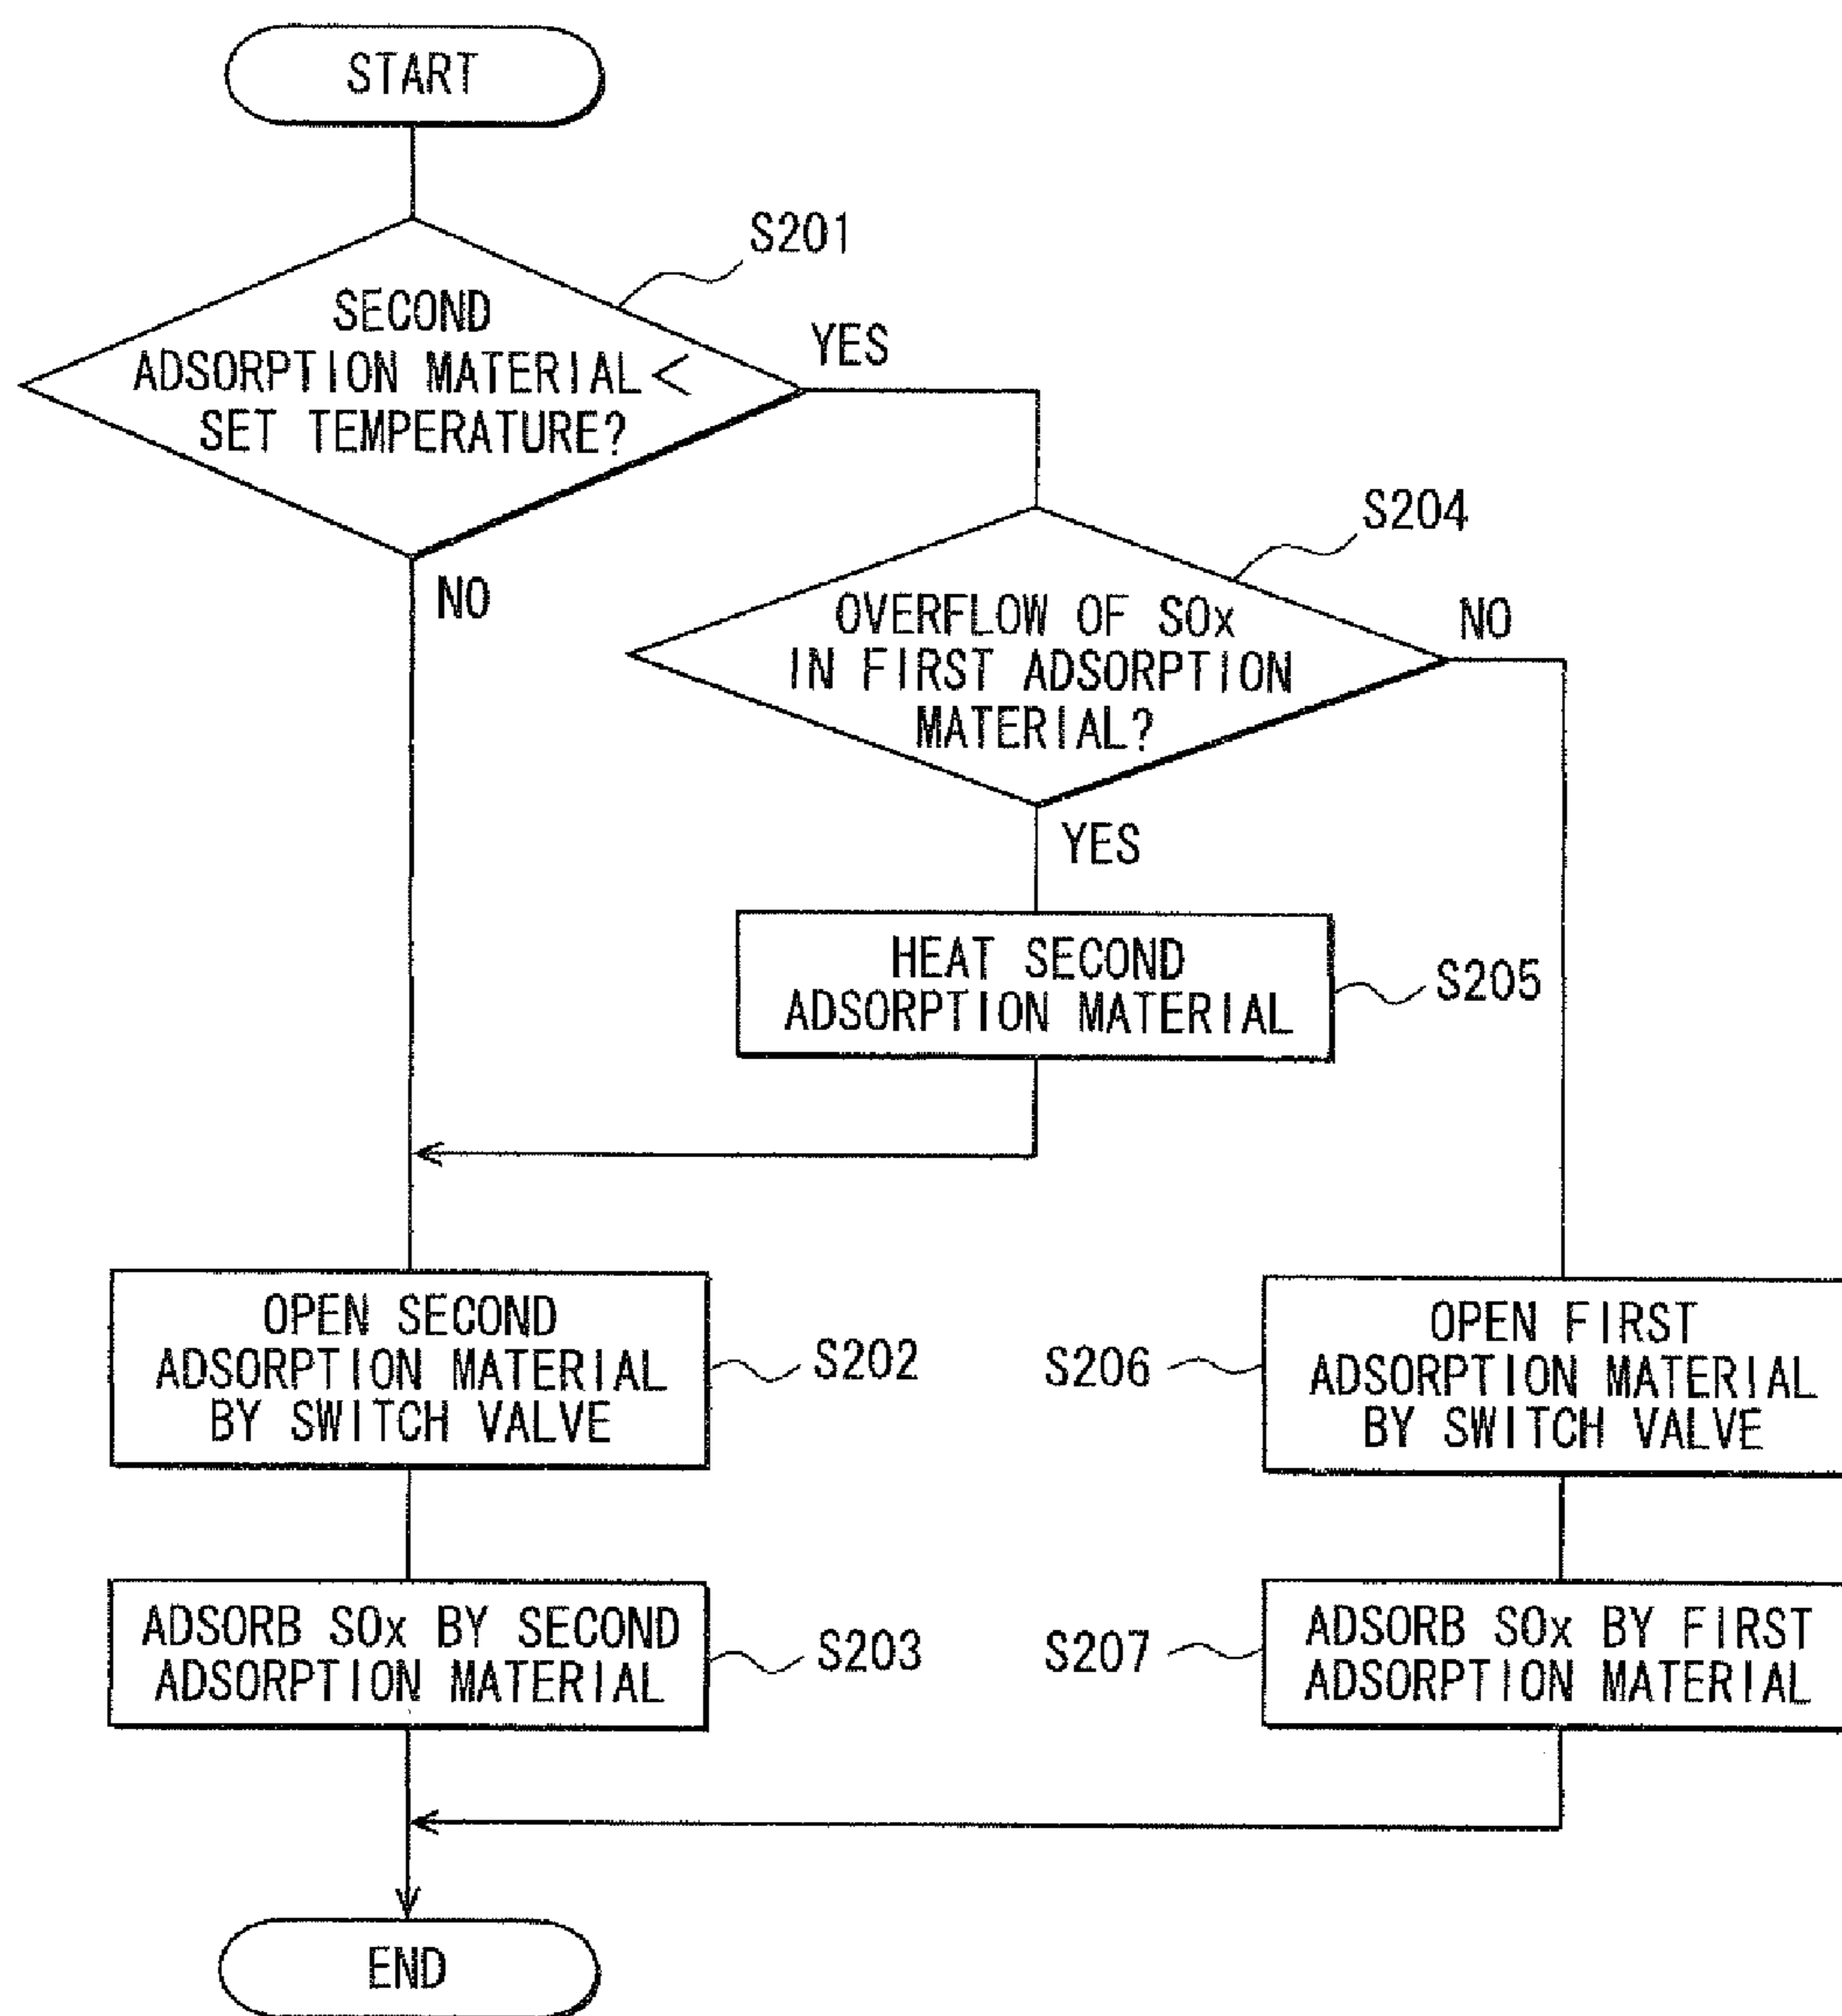 START
S201
SECOND
ADSORPTION MATERIAL <
SET TEMPERATURE?
YES
NO
S204
OVERFLOW OF SOx
IN FIRST ADSORPTION
MATERIAL?
NO
YES
HEAT SECOND
ADSORPTION MATERIAL
S205
OPEN SECOND
ADSORPTION MATERIAL
BY SWITCH VALVE
S202
S206
OPEN FIRST
ADSORPTION MATERIAL
BY SWITCH VALVE
ADSORB SOx BY SECOND
ADSORPTION MATERIAL
S203
S207
ADSORB SOx BY FIRST
ADSORPTION MATERIAL
END